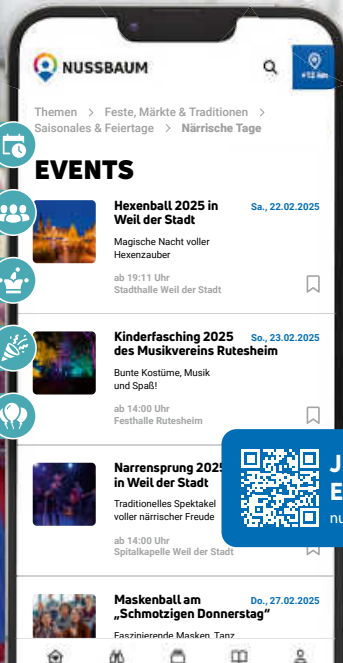 NUSSBAUM
Themen > Feste, Märkte & Traditionen >
Saisonales & Feiertage > Närrische Tage
EVENTS
Hexenball 2025 in
Weil der Stadt
Sa., 22.02.2025
Magische Nacht voller
Hexenzauber
ab 19:11 Uhr
Stadthalle Weil der Stadt
Kinderfasching 2025
des Musikvereins Rutesheim
So., 23.02.2025
Bunte Kostüme, Musik
und Spaß!
ab 14:00 Uhr
Festhalle Rutesheim
Narrensprung 2025
in Weil der Stadt
Traditionelles Spektakel
voller närrischer Freude
ab 14:00 Uhr
Spitalkapelle Weil der Stadt
J
E
nu
Maskenball am
„Schmotzigen Donnerstag”
Do., 27.02.2025
Faszinierende Masken, Tanz